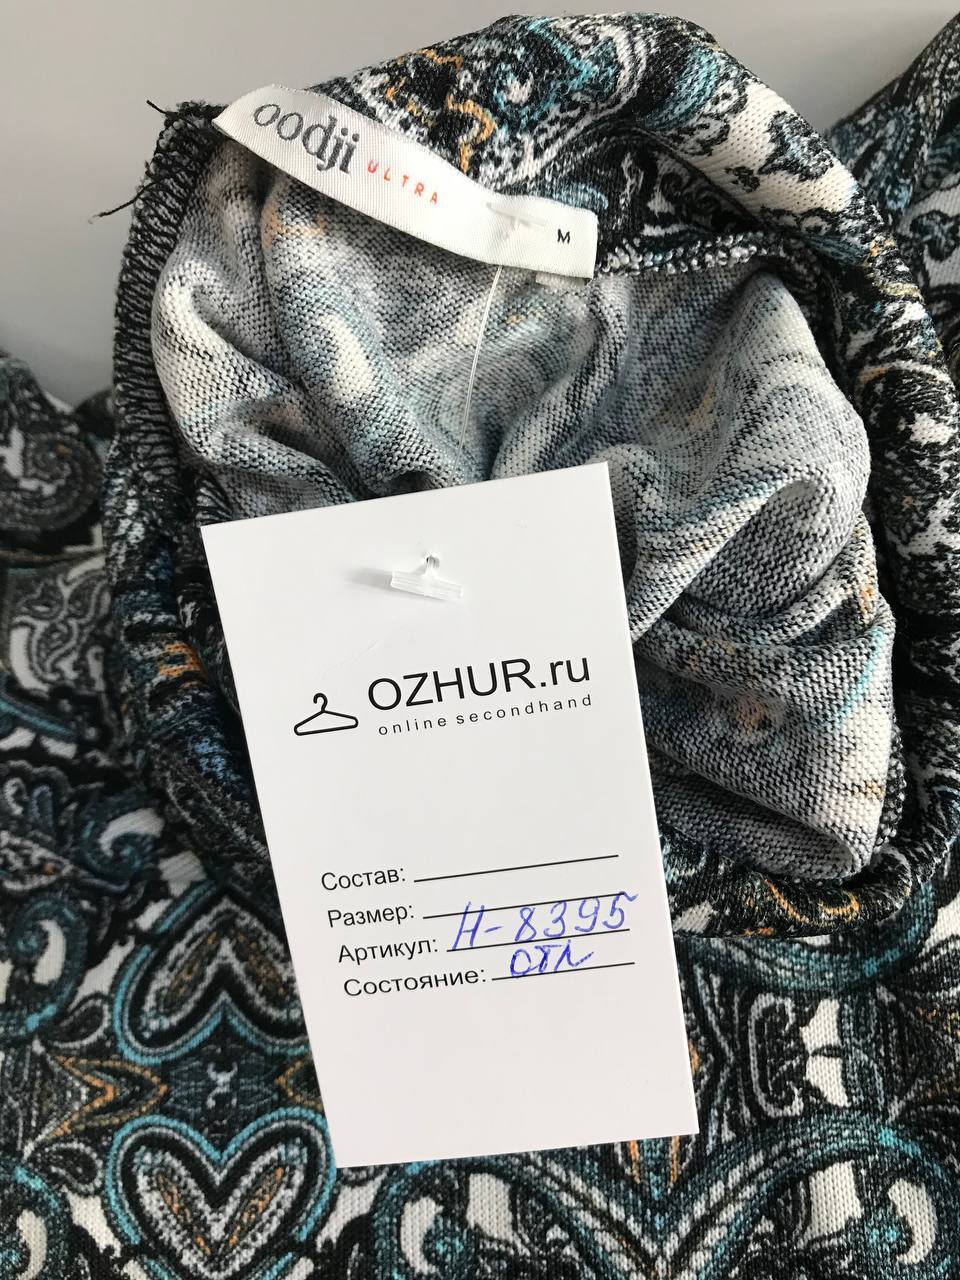 oodji ULTRA
M
OZHUR.ru
online secondhand
Состав:
Размер:
Артикул: Н-8395
Состояние: отл